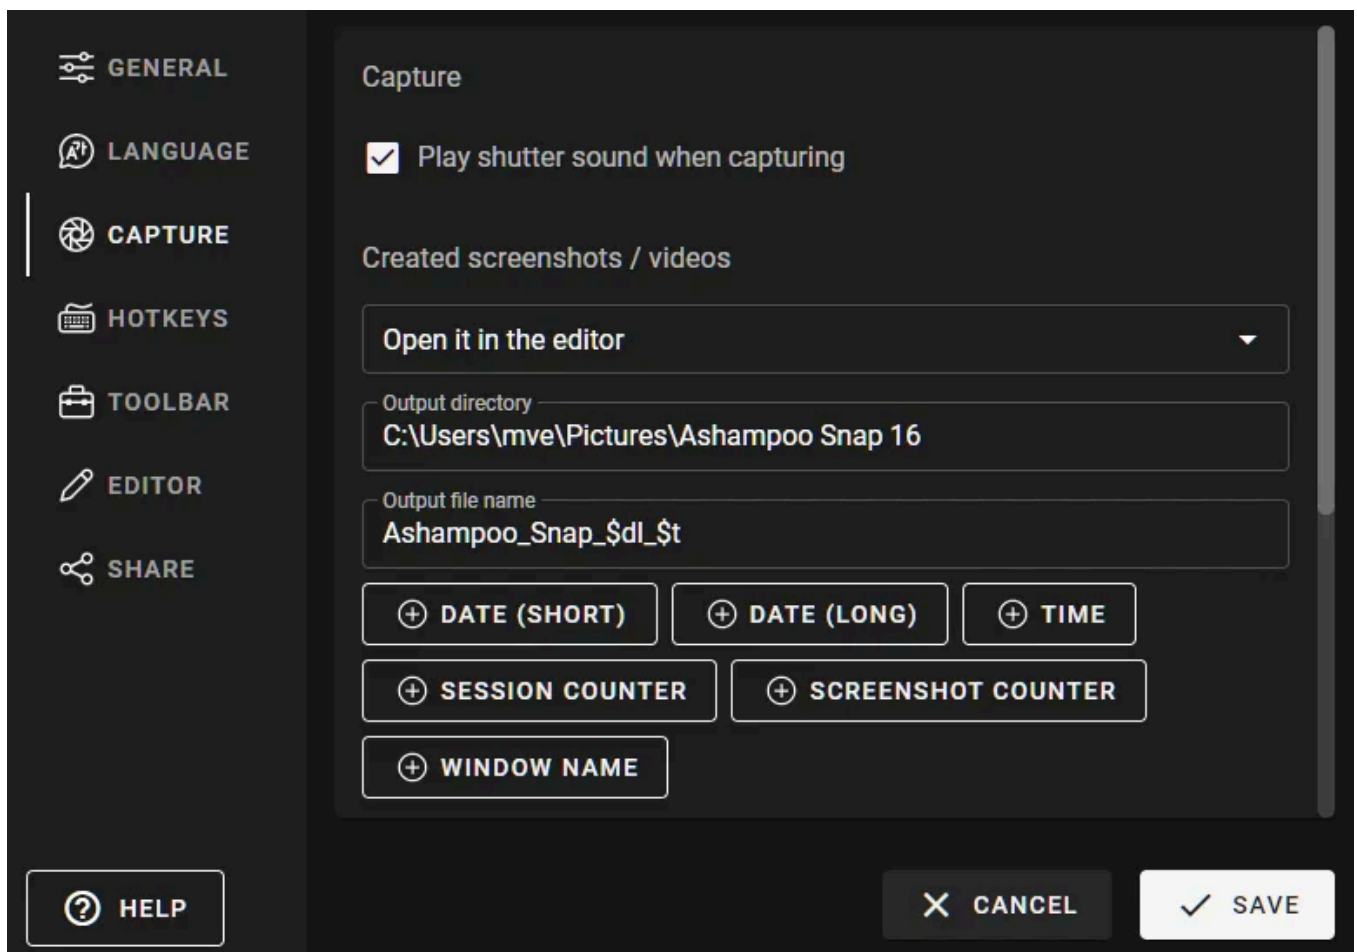 GENERAL
LANGUAGE
CAPTURE
HOTKEYS
TOOLBAR
EDITOR
SHARE
HELP
Capture
Play shutter sound when capturing
Created screenshots / videos
Open it in the editor
Output directory
C:\Users\mve\Pictures\Ashampoo Snap 16
Output file name
Ashampoo_Snap_$dl_$t
DATE (SHORT) DATE (LONG) TIME
SESSION COUNTER SCREENSHOT COUNTER
WINDOW NAME
CANCEL SAVE